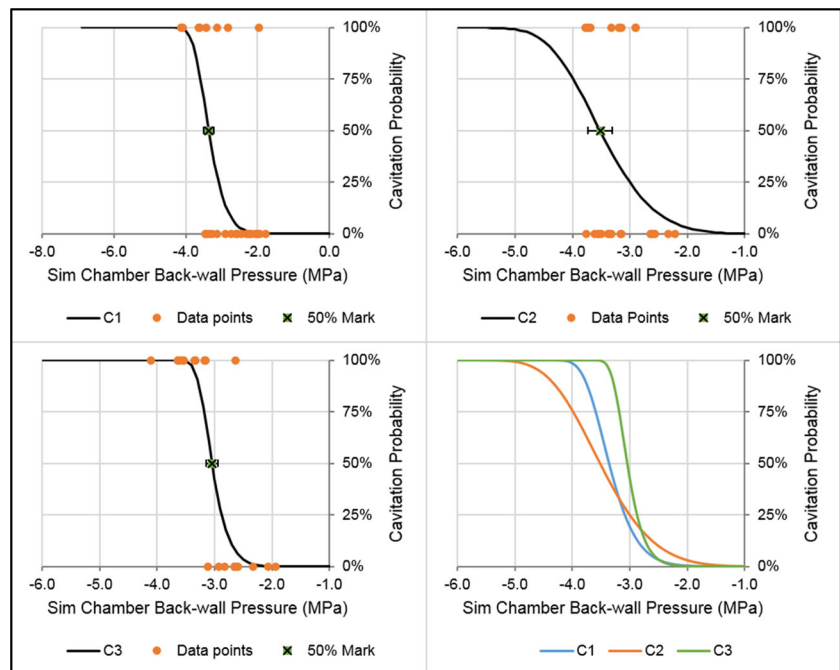 100%
75%
50%
25%
0%
Cavitation Probability
-8.0 -6.0 -4.0 -2.0 0.0
Sim Chamber Back-wall Pressure (MPa)
C1 Data points 50% Mark
100%
75%
50%
25%
0%
Cavitation Probability
-6.0 -5.0 -4.0 -3.0 -2.0 -1.0
Sim Chamber Back-wall Pressure (MPa)
C2 Data Points 50% Mark
100%
75%
50%
25%
0%
Cavitation Probability
-6.0 -5.0 -4.0 -3.0 -2.0 -1.0
Sim Chamber Back-wall Pressure (MPa)
C3 Data points 50% Mark
100%
75%
50%
25%
0%
Cavitation Probability
-6.0 -5.0 -4.0 -3.0 -2.0 -1.0
Sim Chamber Back-wall Pressure (MPa)
C1 C2 C3